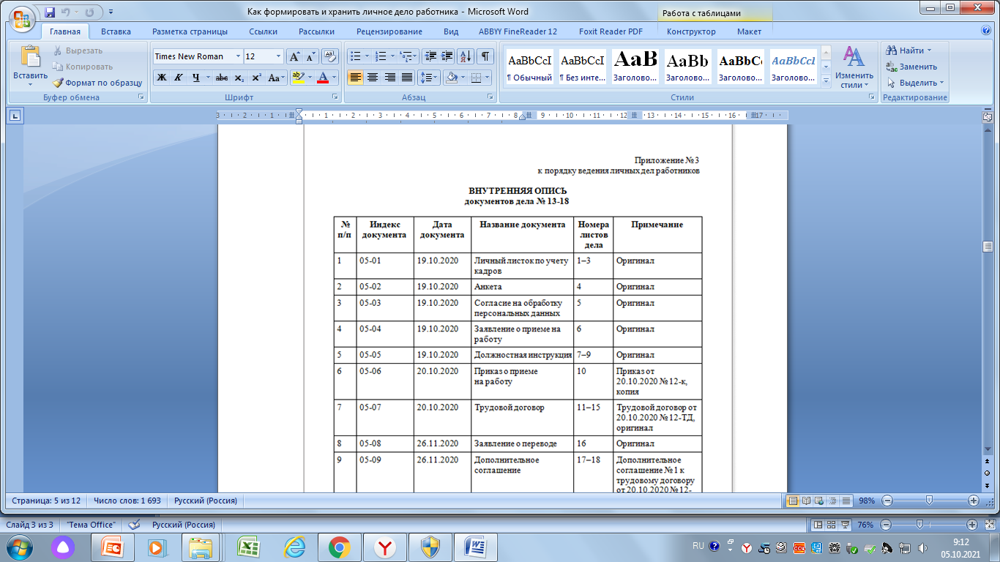 Как формировать и хранить личное дело работника - Microsoft Word
Работа с таблицами
Главная Вставка Разметка страницы Ссылки Рассылки Рецензирование Вид ABBYY FineReader 12 Foxit Reader PDF Конструктор Макет
Вставить
Вырезать
Копировать
Формат по образцу
Буфер обмена
Times New Roman 12
Ж К Ч abc x₂ x² Aa
Шрифт
Абзац
АаВbСсI АаВbСсI АаВ АаВb АаВbС АаВbСсI
¶ Обычный ¶ Без инте... Заголово... Заголово... Заголово... Заголово...
Стили
Изменить
стили
Найти
Заменить
Выделить
Редактирование
3 2 1 1 2 3 4 5 6 7 8 9 10 11 12 13 14 15 16 17
Приложение № 3
к порядку ведения личных дел работников
ВНУТРЕННЯЯ ОПИСЬ
документов дела № 13-18
№ Индекс Дата Название документа Номера Примечание
п/п документа документа листов
дела
1 05-01 19.10.2020 Личный листок по учету 1–3 Оригинал
кадров
2 05-02 19.10.2020 Анкета 4 Оригинал
3 05-03 19.10.2020 Согласие на обработку 5 Оригинал
персональных данных
4 05-04 19.10.2020 Заявление о приеме на 6 Оригинал
работу
5 05-05 19.10.2020 Должностная инструкция 7–9 Оригинал
6 05-06 20.10.2020 Приказ о приеме 10 Приказ от
на работу 20.10.2020 № 12-к,
копия
7 05-07 20.10.2020 Трудовой договор 11–15 Трудовой договор от
20.10.2020 № 12-ТД,
оригинал
8 05-08 26.11.2020 Заявление о переводе 16 Оригинал
9 05-09 26.11.2020 Дополнительное 17–18 Дополнительное
соглашение соглашение № 1 к
трудовому договору
от 20.10.2020 № 12-
Страница: 5 из 12 Число слов: 1 693 Русский (Россия) 98%
Слайд 3 из 3 "Тема Office" Русский (Россия) 76%
RU 9:12
05.10.2021